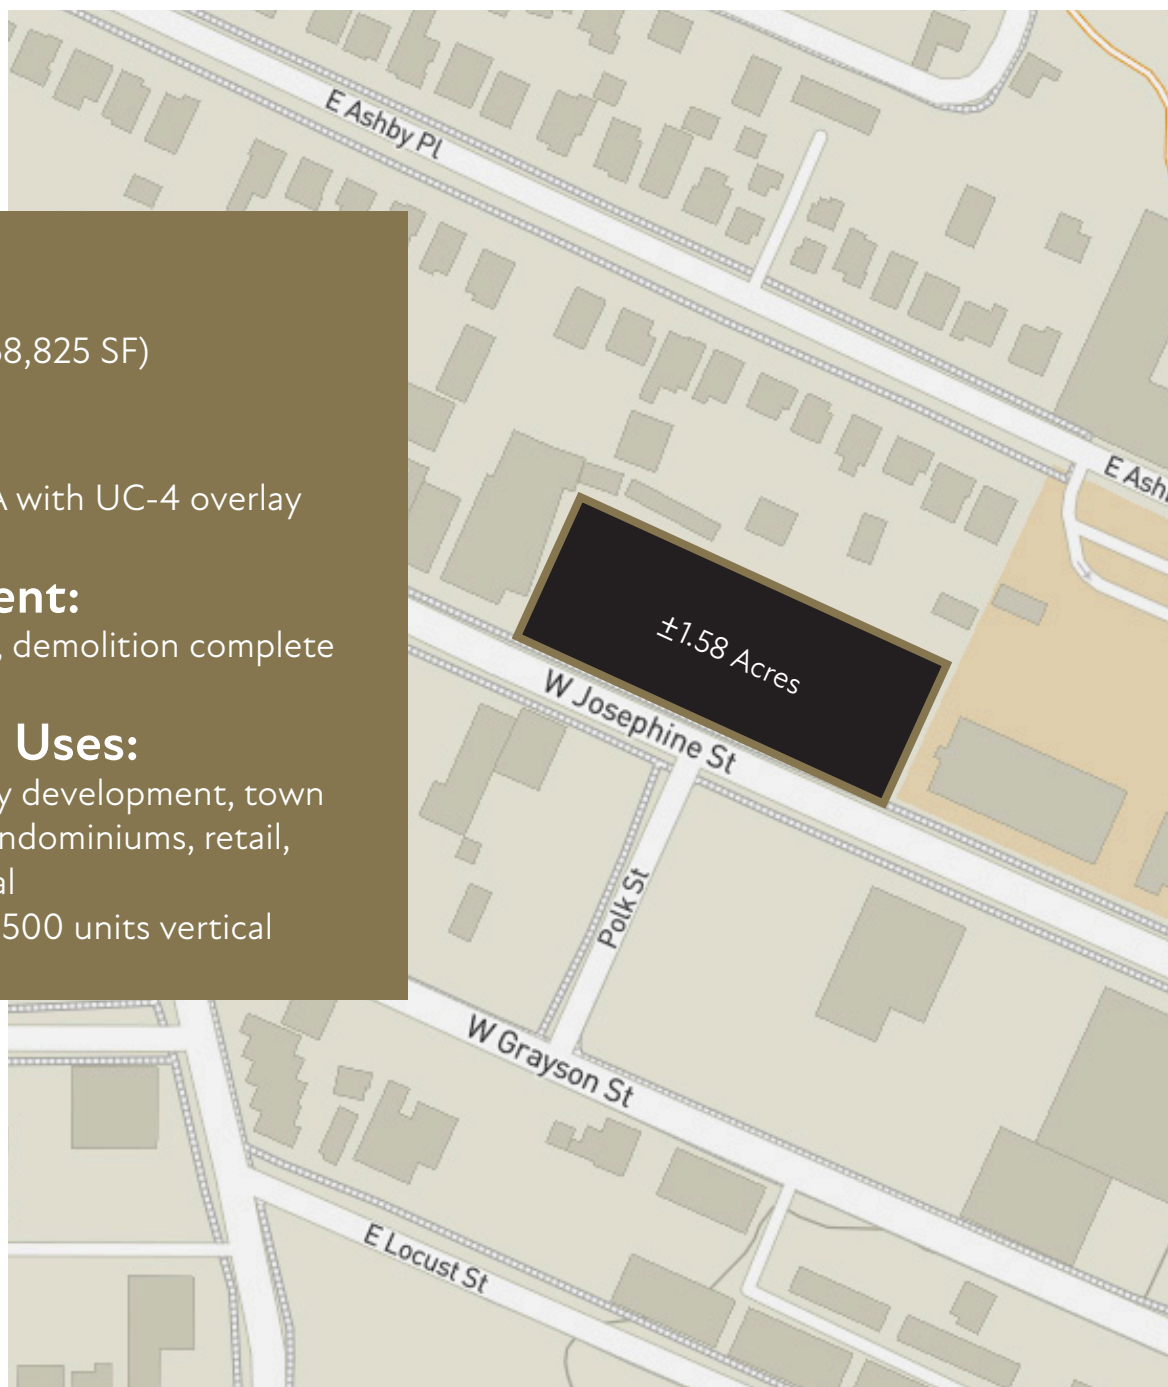 E Ashby Pl
8,825 SF)
with UC-4 overlay
E Ash
ent:
, demolition complete
±1.58 Acres
W Josephine St
Uses:
y development, town
ndominiums, retail,
al
500 units vertical
Polk St
W Grayson St
E Locust St